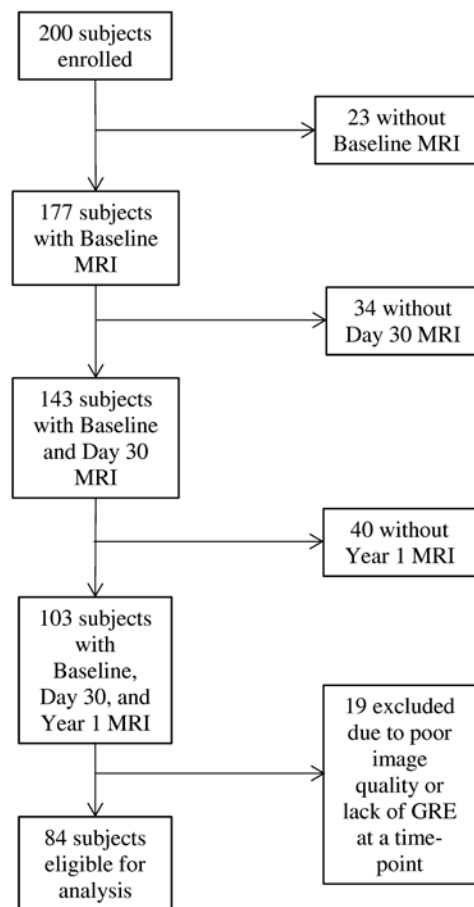 200 subjects
enrolled
23 without
Baseline MRI
177 subjects
with Baseline
MRI
34 without
Day 30 MRI
143 subjects
with Baseline
and Day 30
MRI
40 without
Year 1 MRI
103 subjects
with
Baseline,
Day 30, and
Year 1 MRI
19 excluded
due to poor
image
quality or
lack of GRE
at a time-
point
84 subjects
eligible for
analysis